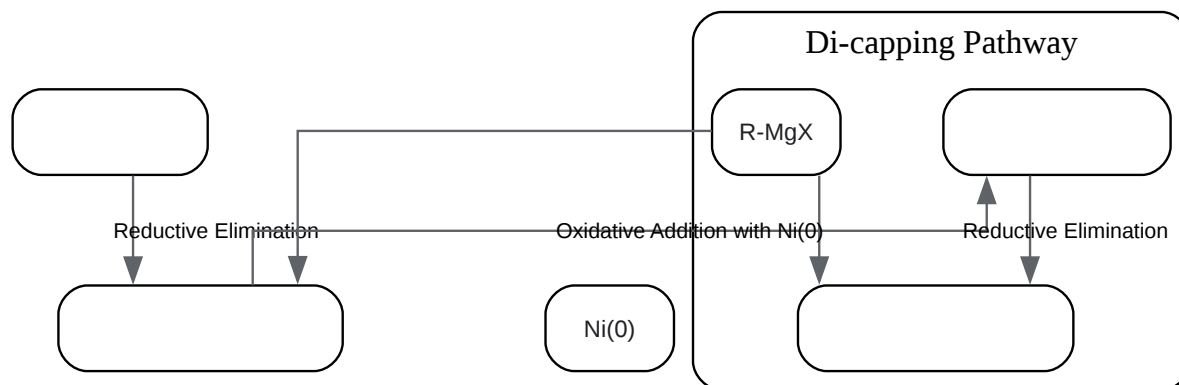 Di-capping Pathway
R-MgX
Reductive Elimination
Oxidative Addition with Ni(0)
Reductive Elimination
Ni(0)